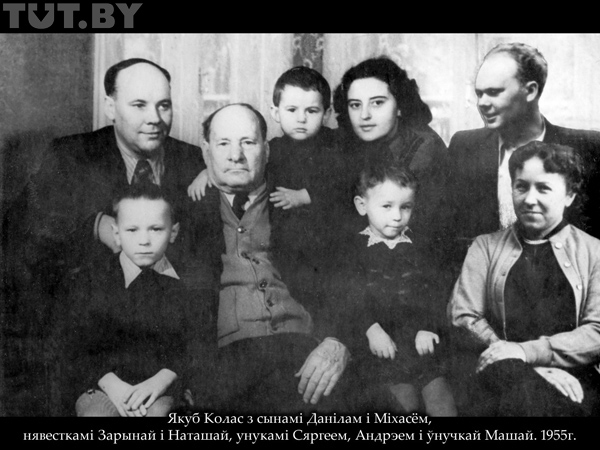 TUT.BY
Якуб Колас з сынамі Данілам і Міхасём,
нявесткамі Зарынай і Наташай, унукамі Сяргеем, Андрэем і ўнучкай Машай. 1955г.